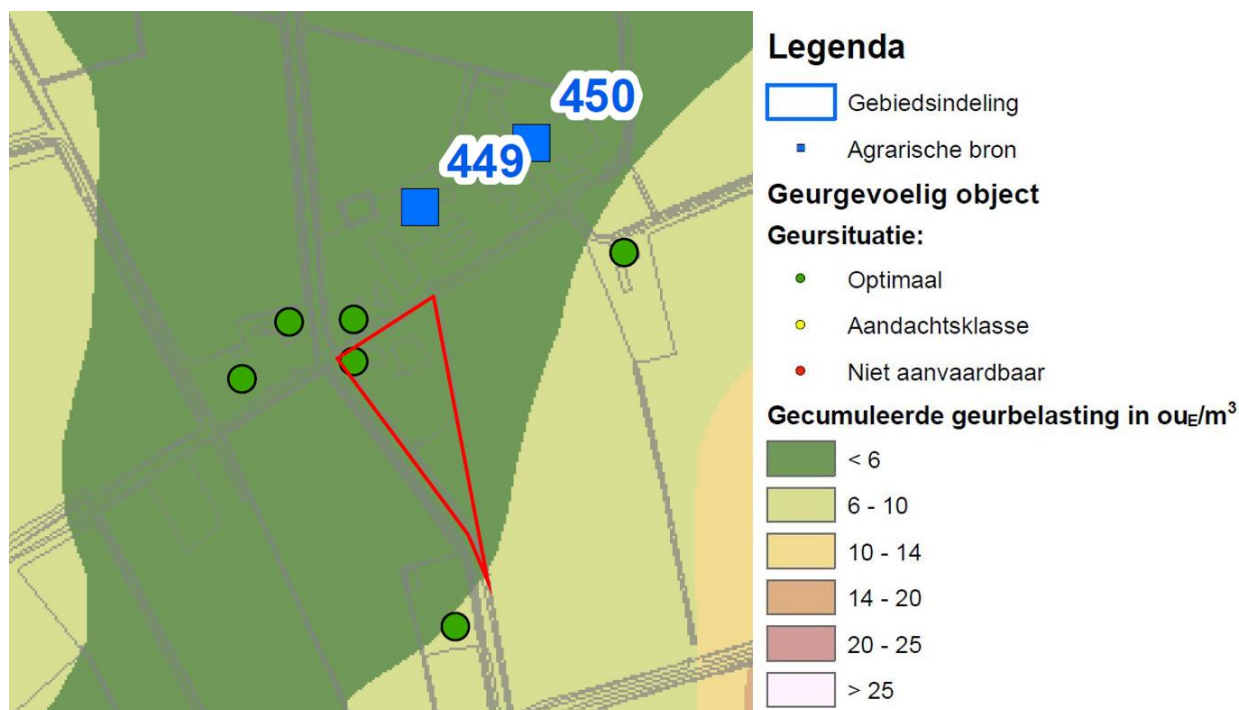 450
449
Legenda
Gebiedsindeling
Agrarische bron
Geurgevoelig object
Geursituatie:
Optimaal
Aandachtsklasse
Niet aanvaardbaar
Gecumuleerde geurbelasting in ouE/m³
< 6
6 - 10
10 - 14
14 - 20
20 - 25
> 25